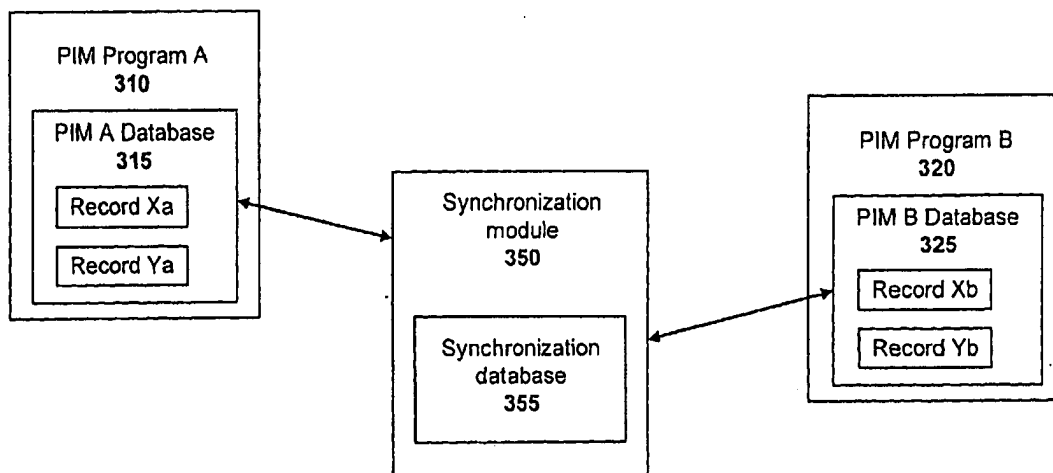 PIM Program A
310
PIM A Database
315
Record Xa
Record Ya
Synchronization
module
350
Synchronization
database
355
PIM Program B
320
PIM B Database
325
Record Xb
Record Yb